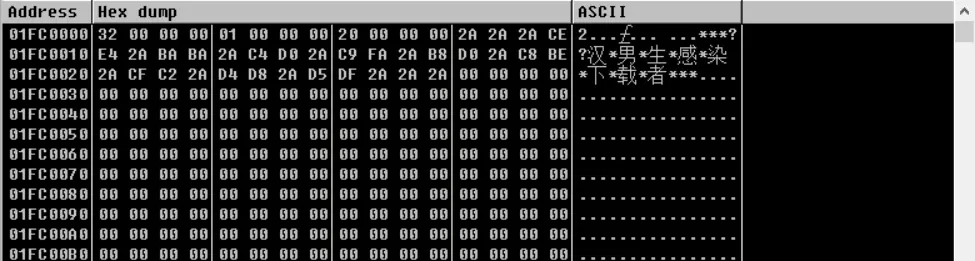 Address Hex dump ASCII
01FC0000 32 00 00 00 01 00 00 00 20 00 00 00 2A 2A 2A CE 2...ƒ... ...***?
01FC0010 E4 2A BA BA 2A C4 D0 2A C9 FA 2A B8 D0 2A C8 BE ?汉*男*生*感*染
01FC0020 2A CF C2 2A D4 D8 2A D5 DF 2A 2A 2A 00 00 00 00 *下*载*者***....
01FC0030 00 00 00 00 00 00 00 00 00 00 00 00 00 00 00 00 ................
01FC0040 00 00 00 00 00 00 00 00 00 00 00 00 00 00 00 00 ................
01FC0050 00 00 00 00 00 00 00 00 00 00 00 00 00 00 00 00 ................
01FC0060 00 00 00 00 00 00 00 00 00 00 00 00 00 00 00 00 ................
01FC0070 00 00 00 00 00 00 00 00 00 00 00 00 00 00 00 00 ................
01FC0080 00 00 00 00 00 00 00 00 00 00 00 00 00 00 00 00 ................
01FC0090 00 00 00 00 00 00 00 00 00 00 00 00 00 00 00 00 ................
01FC00A0 00 00 00 00 00 00 00 00 00 00 00 00 00 00 00 00 ................
01FC00B0 00 00 00 00 00 00 00 00 00 00 00 00 00 00 00 00 ................